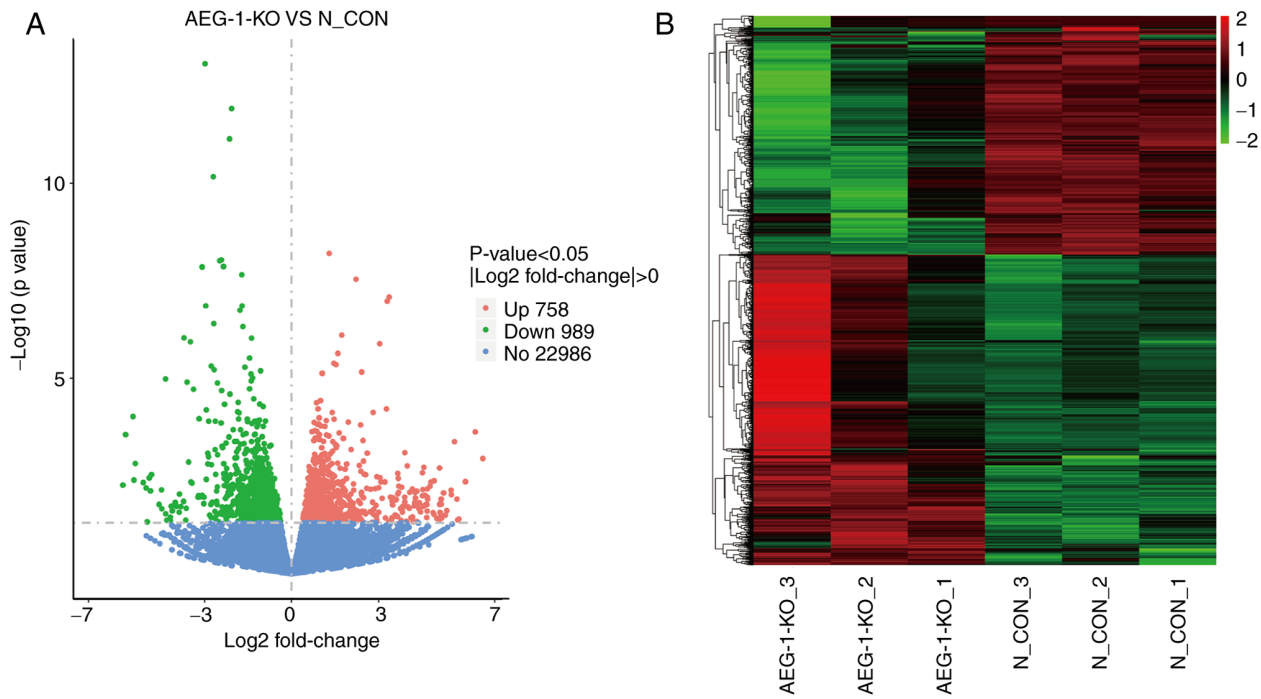 A
AEG-1-KO VS N_CON
−Log10 (p value)
10
5
−7
−3
0
3
7
Log2 fold-change
P-value<0.05
|Log2 fold-change|>0
Up 758
Down 989
No 22986
B
2
1
0
−1
−2
AEG-1-KO_3
AEG-1-KO_2
AEG-1-KO_1
N_CON_3
N_CON_2
N_CON_1